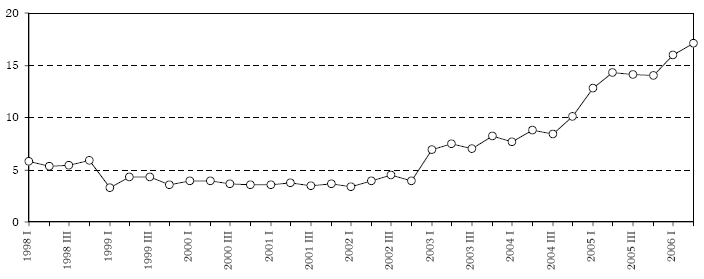 20
15
10
5
0
1998 I
1998 III
1999 I
1999 III
2000 I
2000 III
2001 I
2001 III
2002 I
2002 III
2003 I
2003 III
2004 I
2004 III
2005 I
2005 III
2006 I